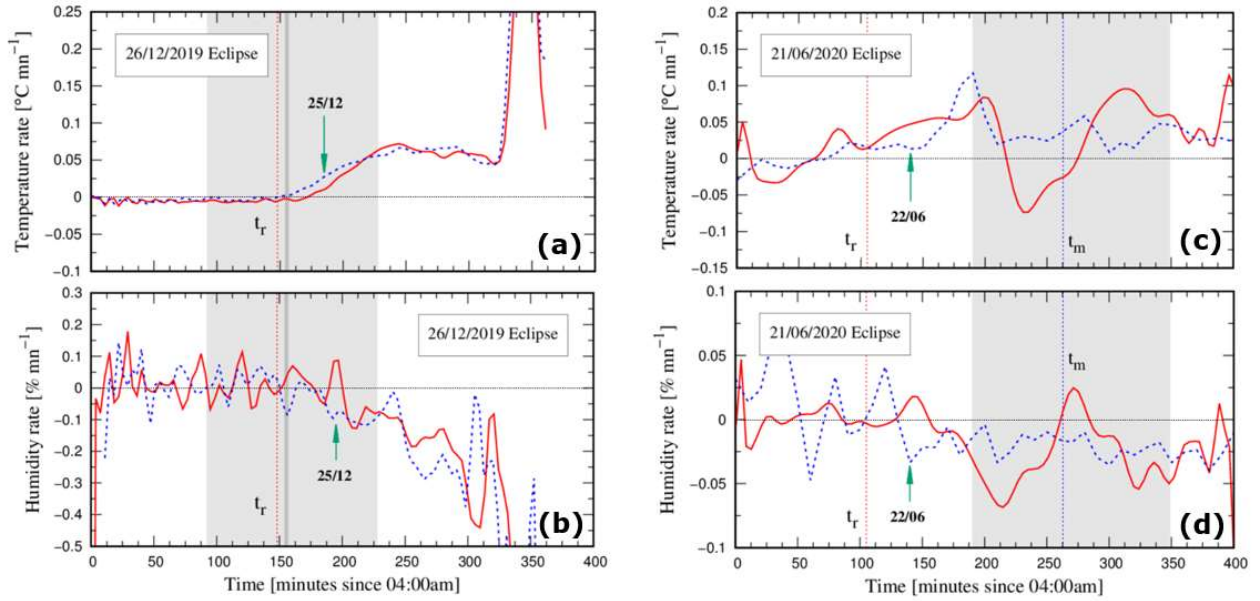 0.25
0.2
0.15
0.1
0.05
0
−0.05
−0.1
Temperature rate [°C mn−1]
26/12/2019 Eclipse
25/12
tr
(a)
0.3
0.2
0.1
0
−0.1
−0.2
−0.3
−0.4
−0.5
Humidity rate [% mn−1]
26/12/2019 Eclipse
25/12
tr
(b)
0 50 100 150 200 250 300 350 400
Time [minutes since 04:00am]
0.2
0.15
0.1
0.05
0
−0.05
−0.1
−0.15
Temperature rate [°C mn−1]
21/06/2020 Eclipse
22/06
tr
tm
(c)
0.1
0.05
0
−0.05
−0.1
Humidity rate [% mn−1]
21/06/2020 Eclipse
tm
22/06
tr
(d)
0 50 100 150 200 250 300 350 400
Time [minutes since 04:00am]